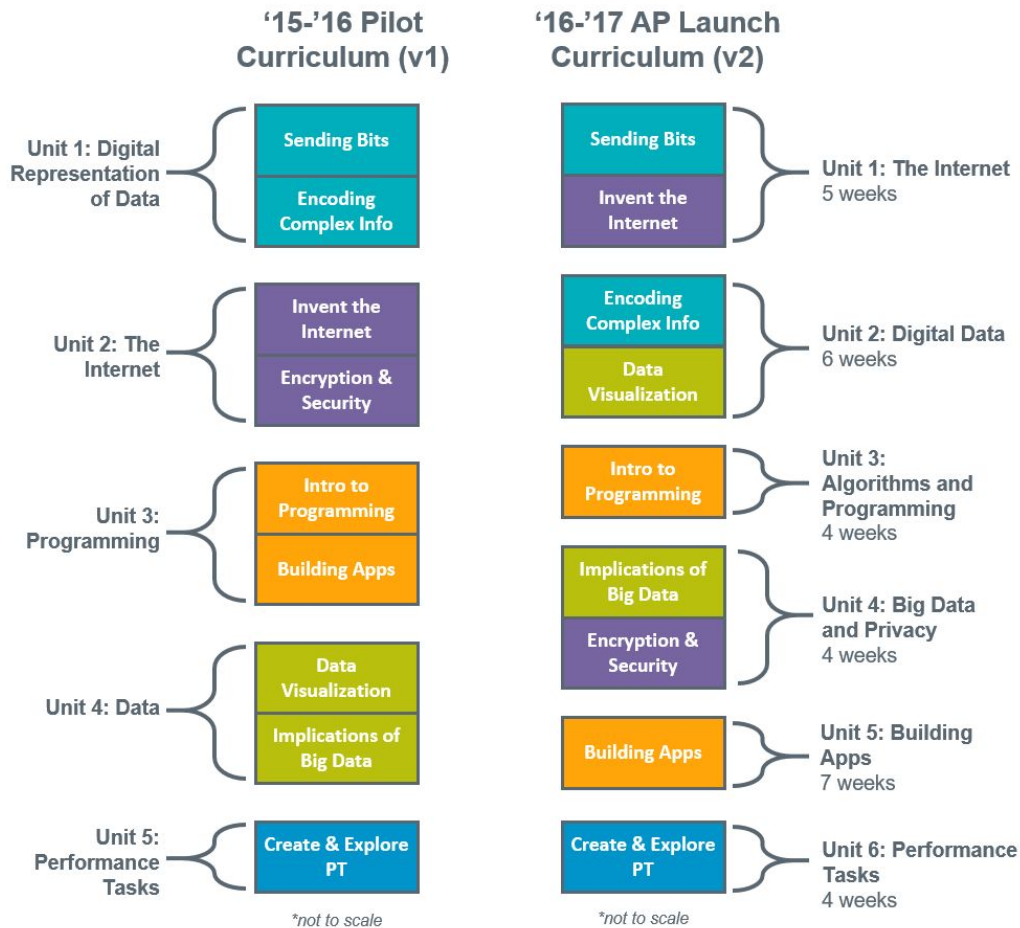 ‘15-’16 Pilot
Curriculum (v1)
‘16-’17 AP Launch
Curriculum (v2)
Unit 1: Digital
Representation
of Data
Sending Bits
Encoding
Complex Info
Unit 2: The
Internet
Invent the
Internet
Encryption &
Security
Unit 3:
Programming
Intro to
Programming
Building Apps
Unit 4: Data
Data
Visualization
Implications of
Big Data
Unit 5:
Performance
Tasks
Create & Explore
PT
*not to scale
Sending Bits
Invent the
Internet
Unit 1: The Internet
5 weeks
Encoding
Complex Info
Data
Visualization
Unit 2: Digital Data
6 weeks
Intro to
Programming
Unit 3:
Algorithms and
Programming
4 weeks
Implications of
Big Data
Encryption &
Security
Unit 4: Big Data
and Privacy
4 weeks
Building Apps
Unit 5: Building
Apps
7 weeks
Create & Explore
PT
Unit 6: Performance
Tasks
4 weeks
*not to scale